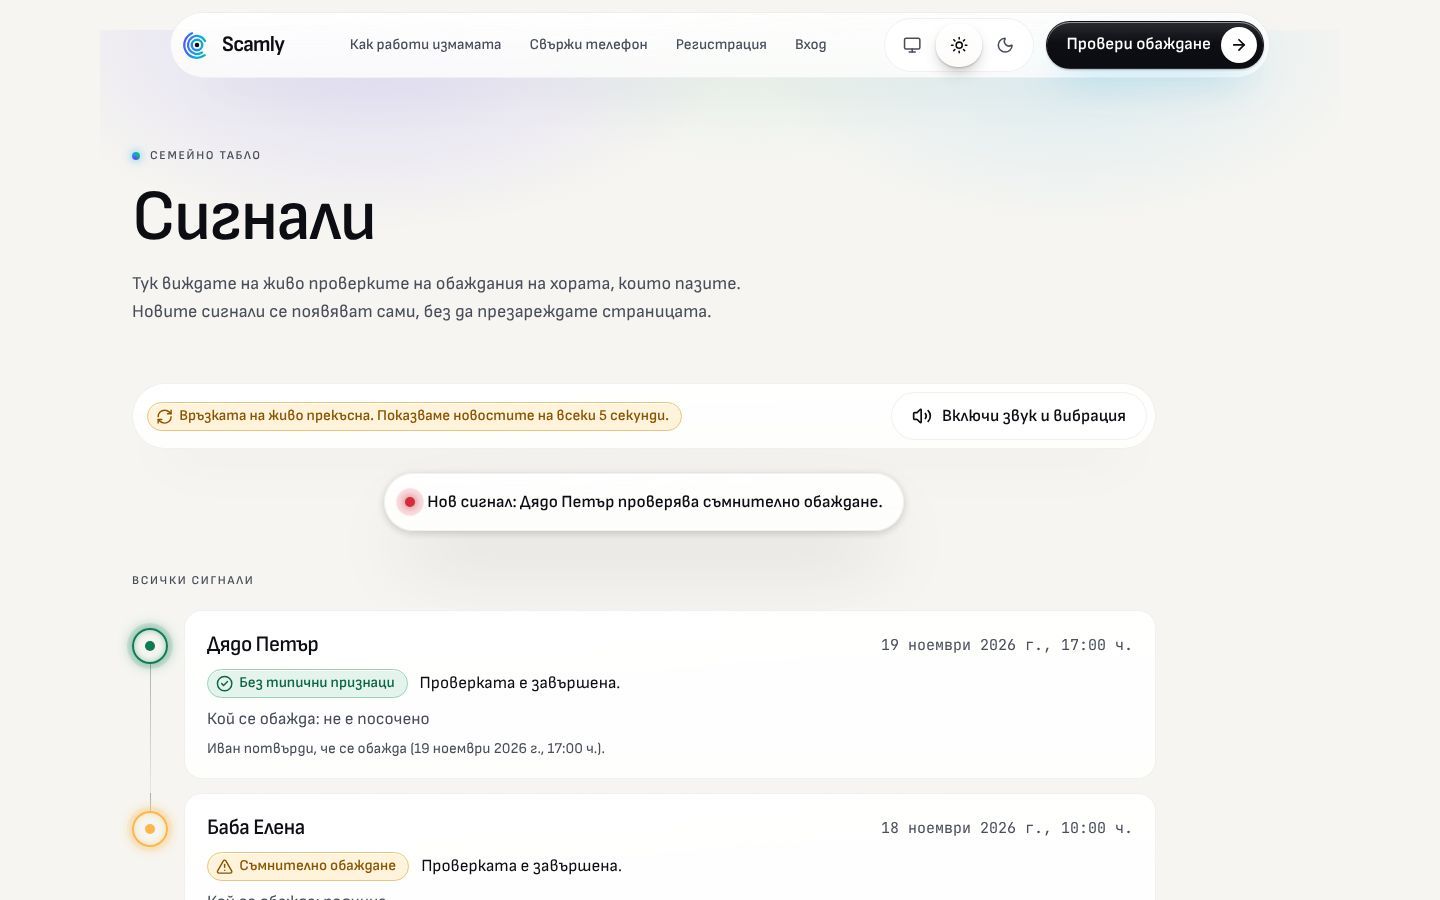 Scamly
Как работи измамата
Свържи телефон
Регистрация
Вход
Провери обаждане
СЕМЕЙНО ТАБЛО
Сигнали
Тук виждате на живо проверките на обаждания на хората, които пазите.
Новите сигнали се появяват сами, без да презареждате страницата.
Връзката на живо прекъсна. Показваме новостите на всеки 5 секунди.
Включи звук и вибрация
Нов сигнал: Дядо Петър проверява съмнително обаждане.
ВСИЧКИ СИГНАЛИ
Дядо Петър
19 ноември 2026 г., 17:00 ч.
Без типични признаци
Проверката е завършена.
Кой се обажда: не е посочено
Иван потвърди, че се обажда (19 ноември 2026 г., 17:00 ч.).
Баба Елена
18 ноември 2026 г., 10:00 ч.
Съмнително обаждане
Проверката е завършена.